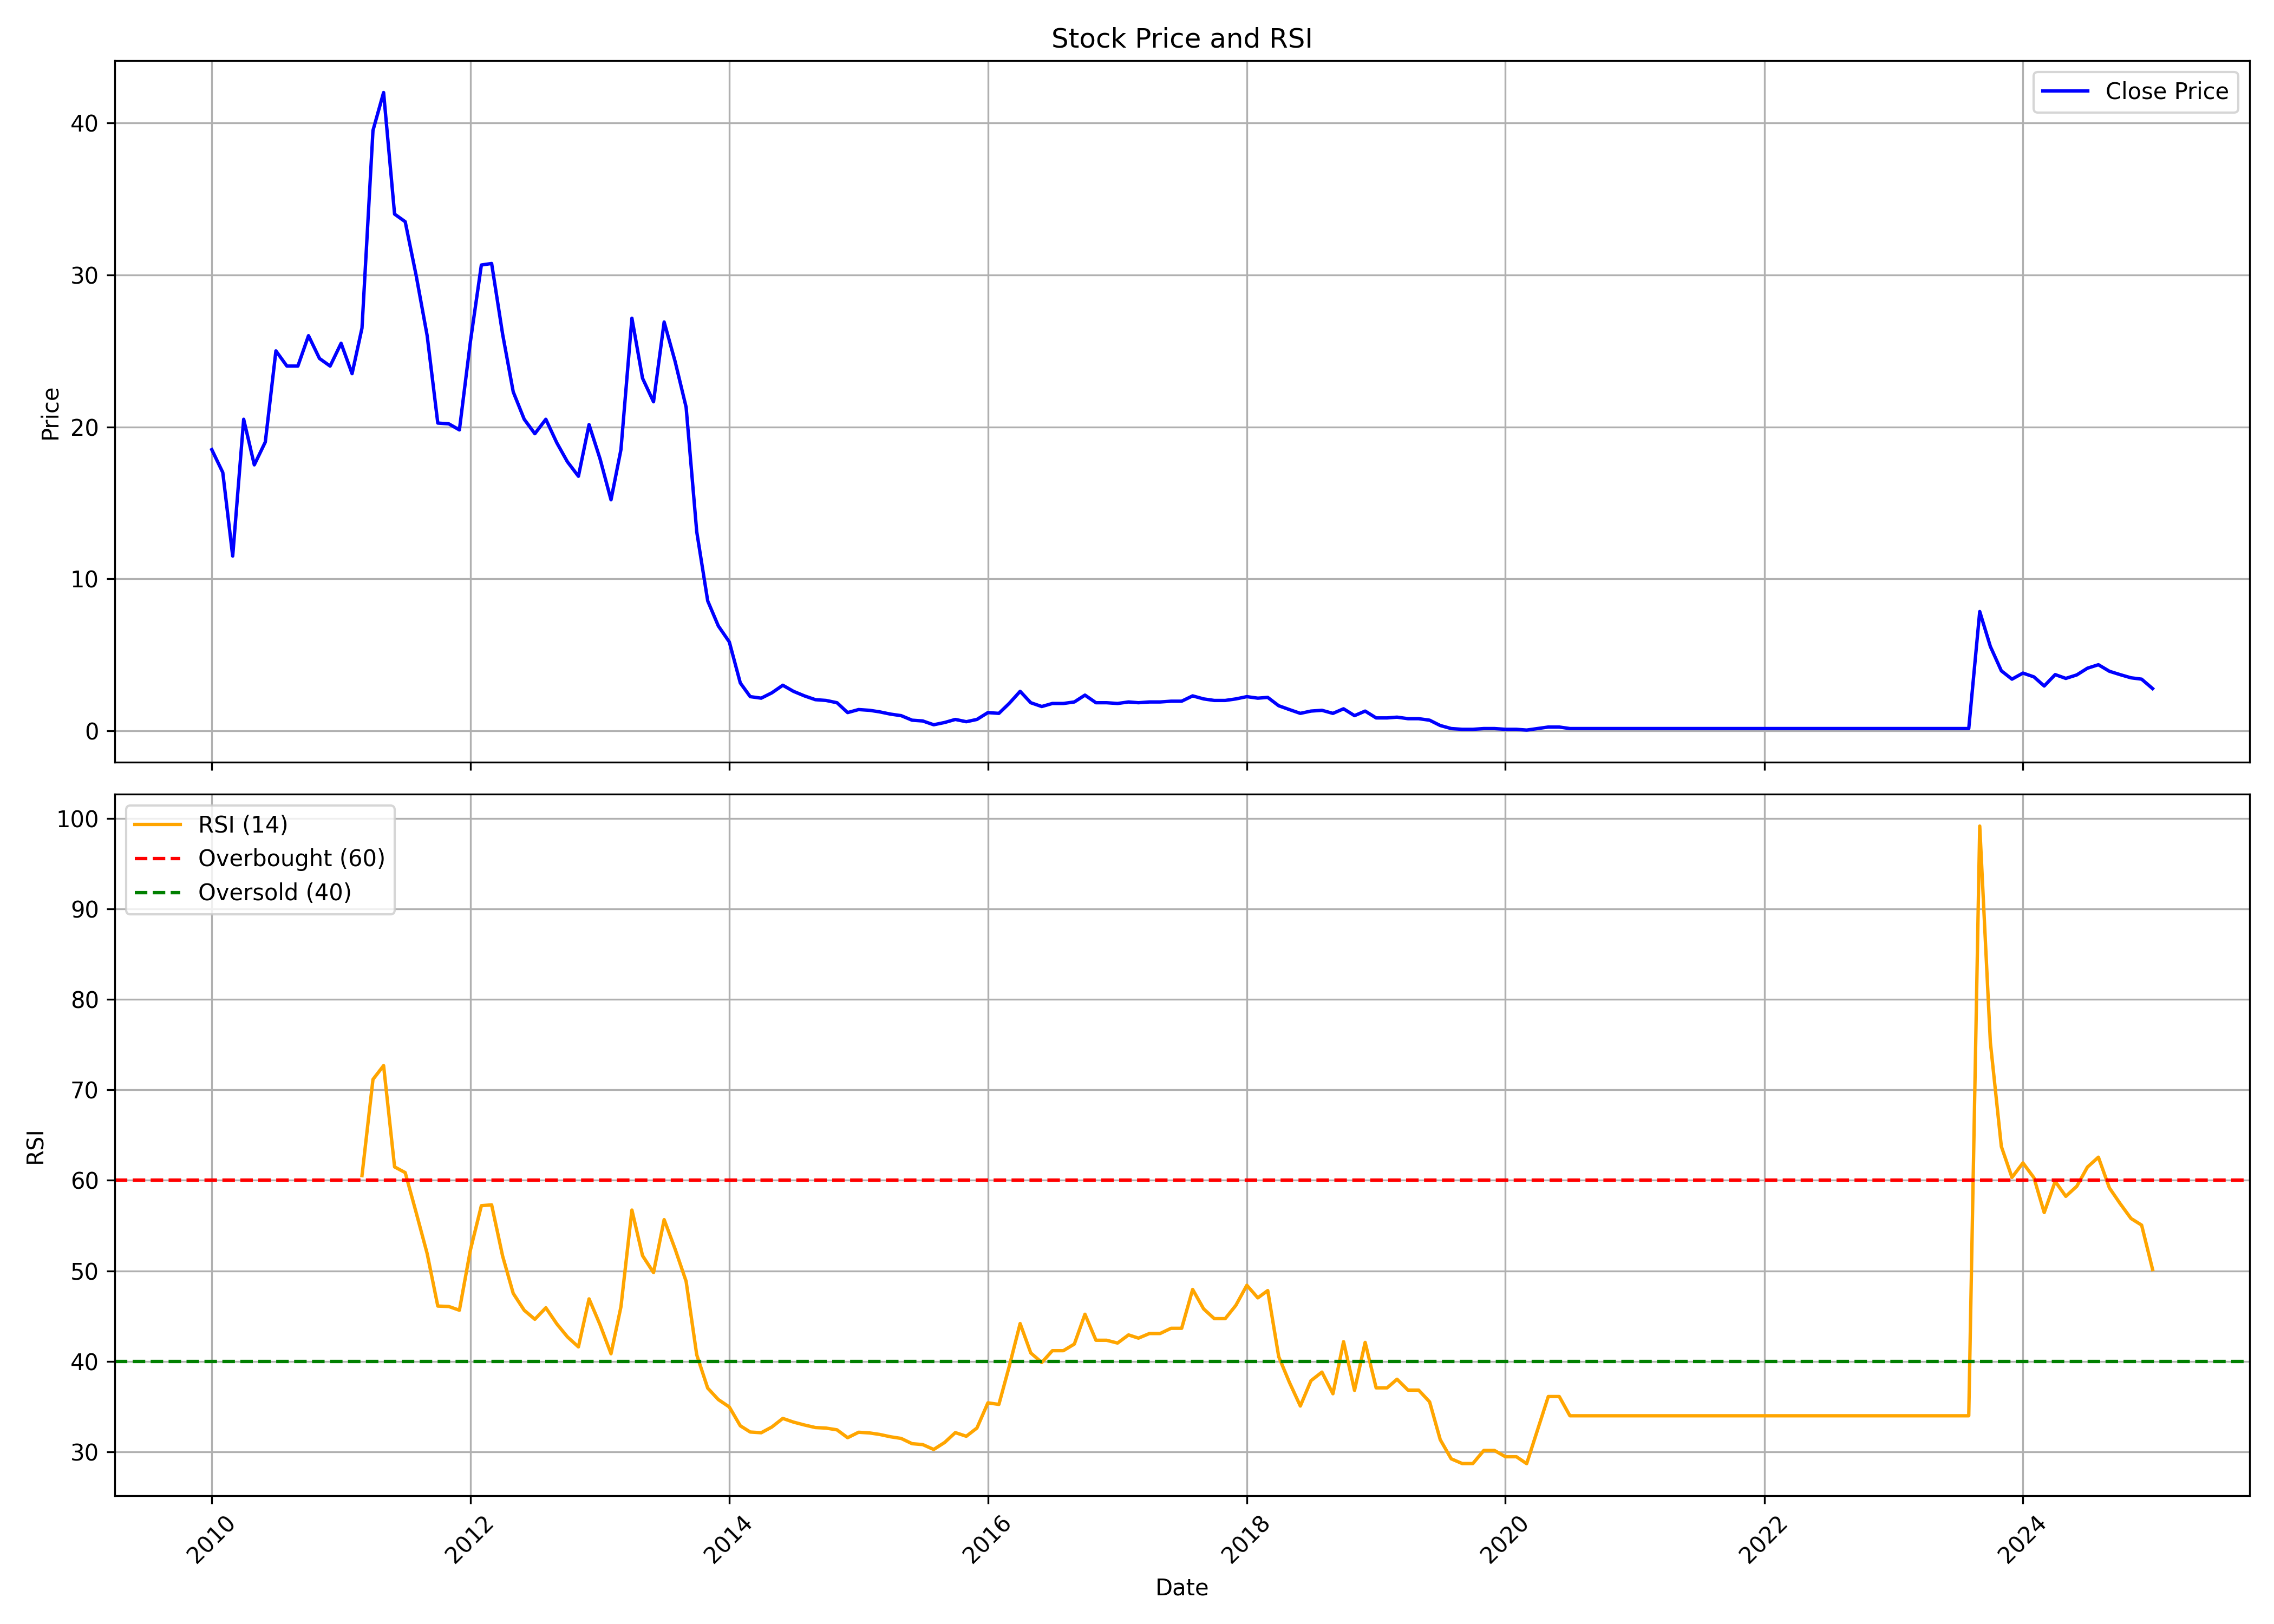 Stock Price and RSI
Close Price
40
30
20
10
0
Price
RSI (14)
Overbought (60)
Oversold (40)
100
90
80
70
60
50
40
30
RSI
2010
2012
2014
2016
2018
2020
2022
2024
Date